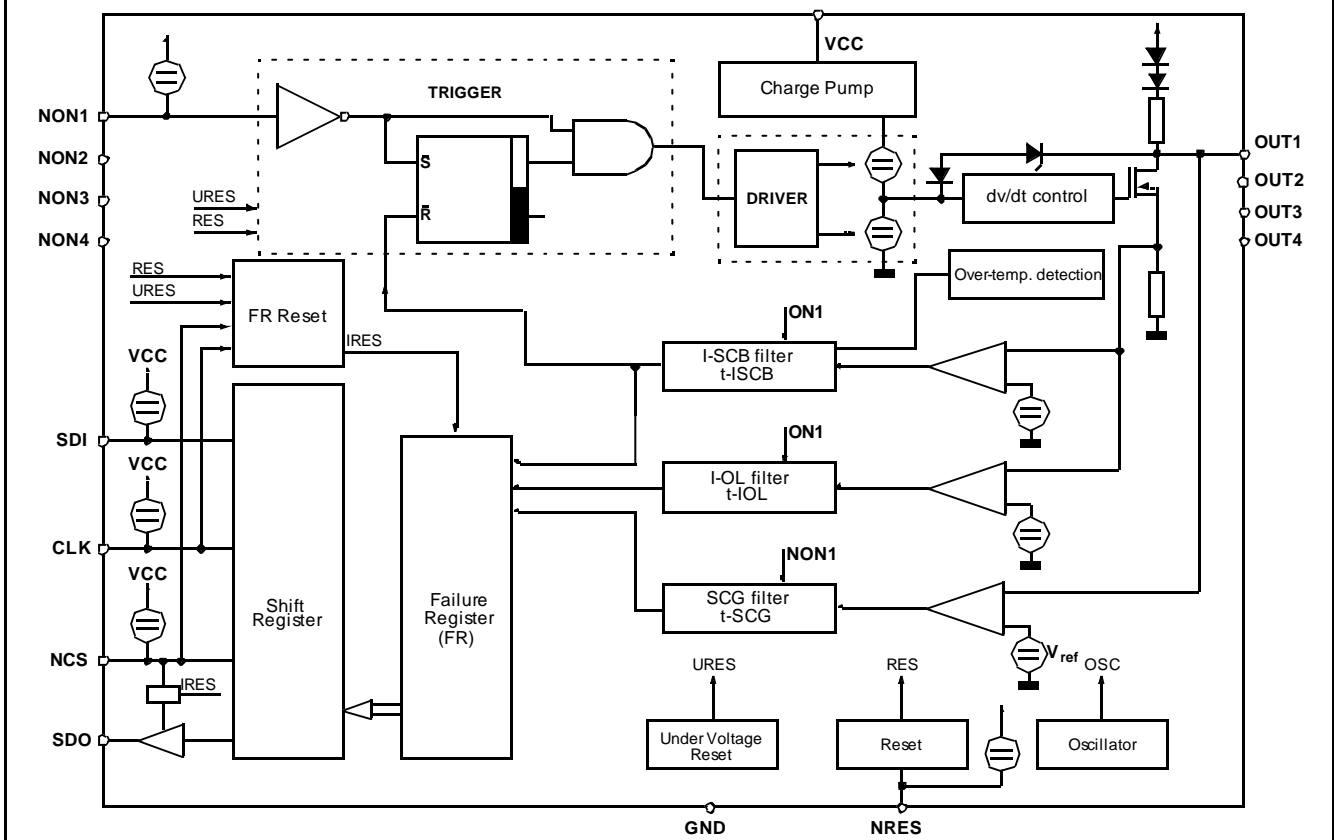 VCC
NON1
TRIGGER
Charge Pump
OUT1
NON2
S
OUT2
NON3
URES
DRIVER
dv/dt control
OUT3
RES
R
NON4
OUT4
RES
URES
Over-temp. detection
FR Reset
ON1
IRES
VCC
I-SCB filter
t-ISCB
SDI
ON1
VCC
I-OL filter
t-IOL
CLK
NON1
VCC
Shift
Register
Failure
Register
(FR)
SCG filter
t-SCG
NCS
Vref
IRES
URES
RES
OSC
SDO
Under Voltage
Reset
Reset
Oscillator
GND
NRES